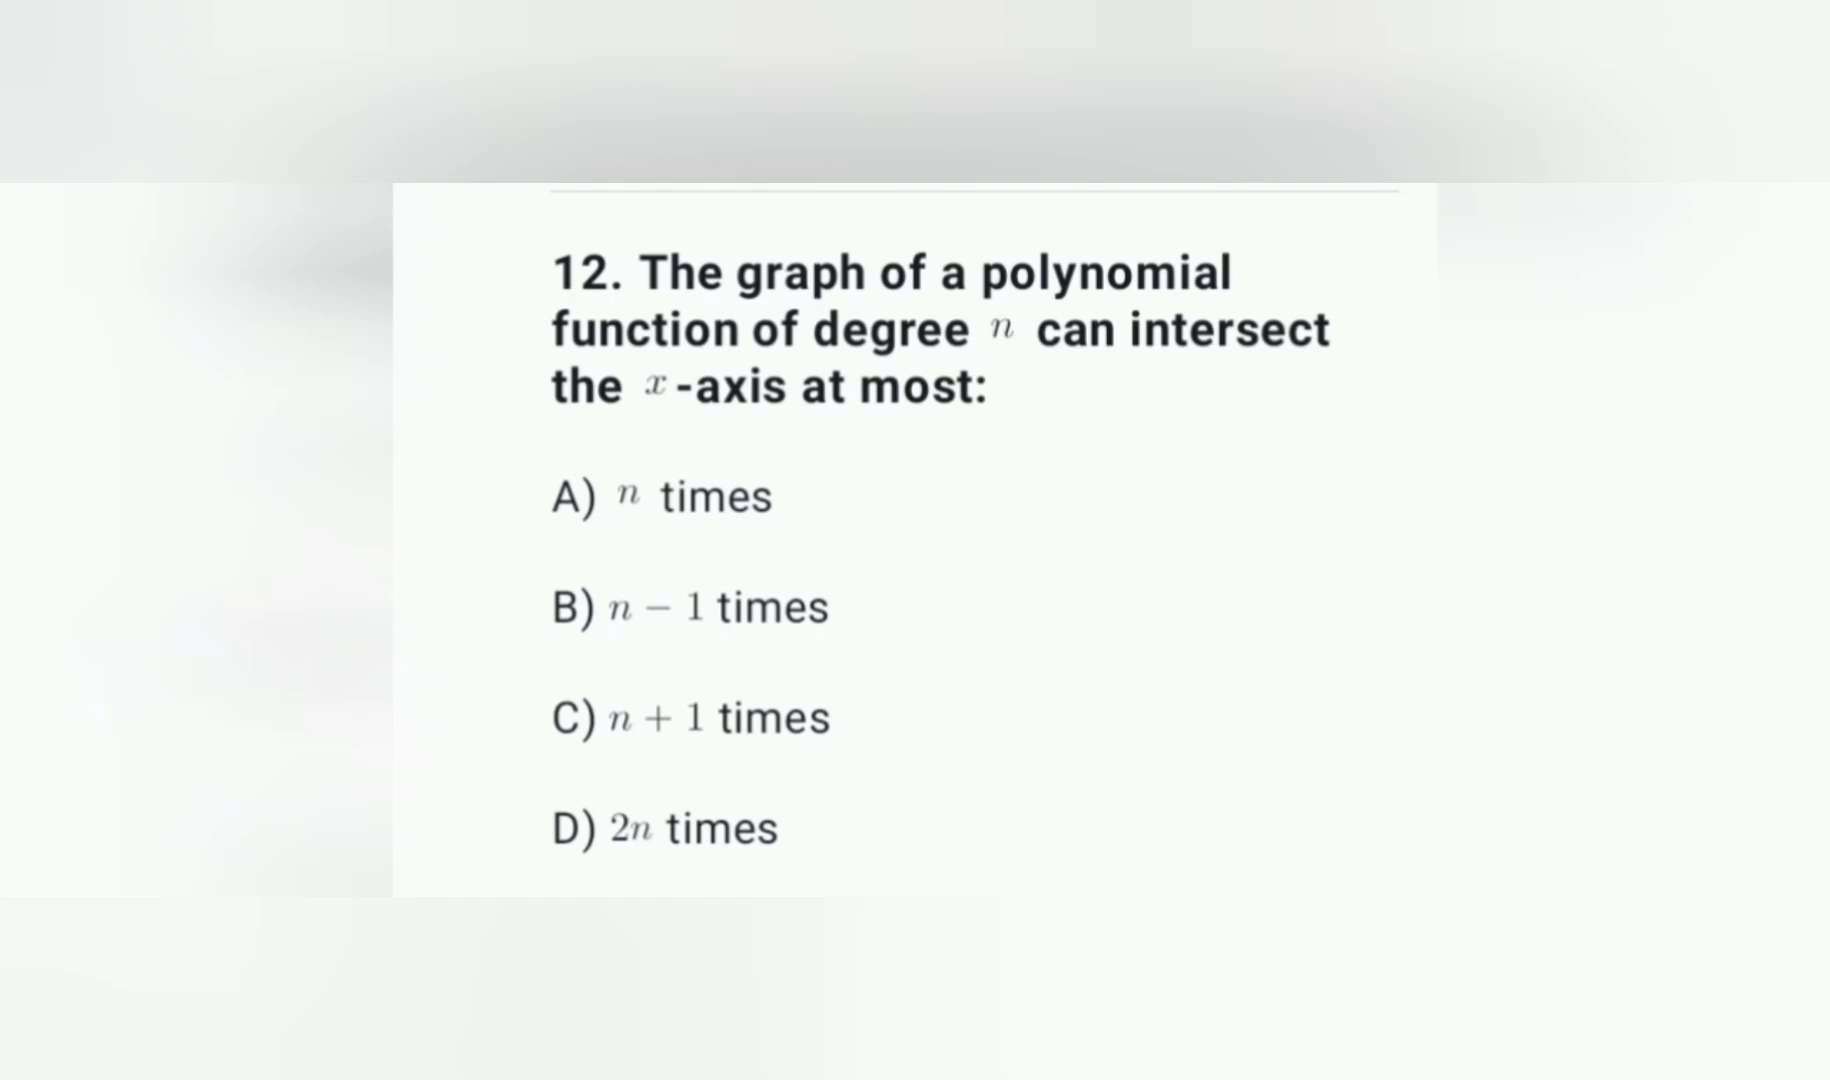 12. The graph of a polynomial
function of degree n can intersect
the x-axis at most:
A) n times
B) n − 1 times
C) n + 1 times
D) 2n times